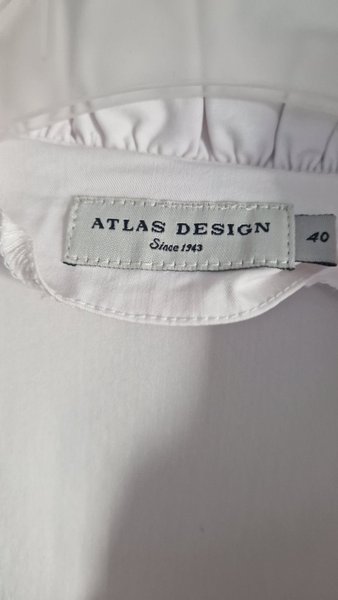 ATLAS DESIGN
Since 1943
40